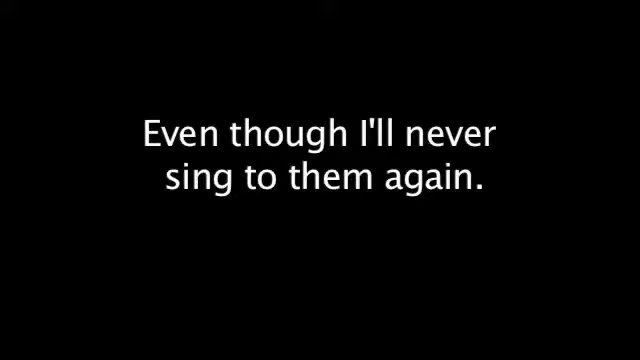 Even though I'll never
sing to them again.